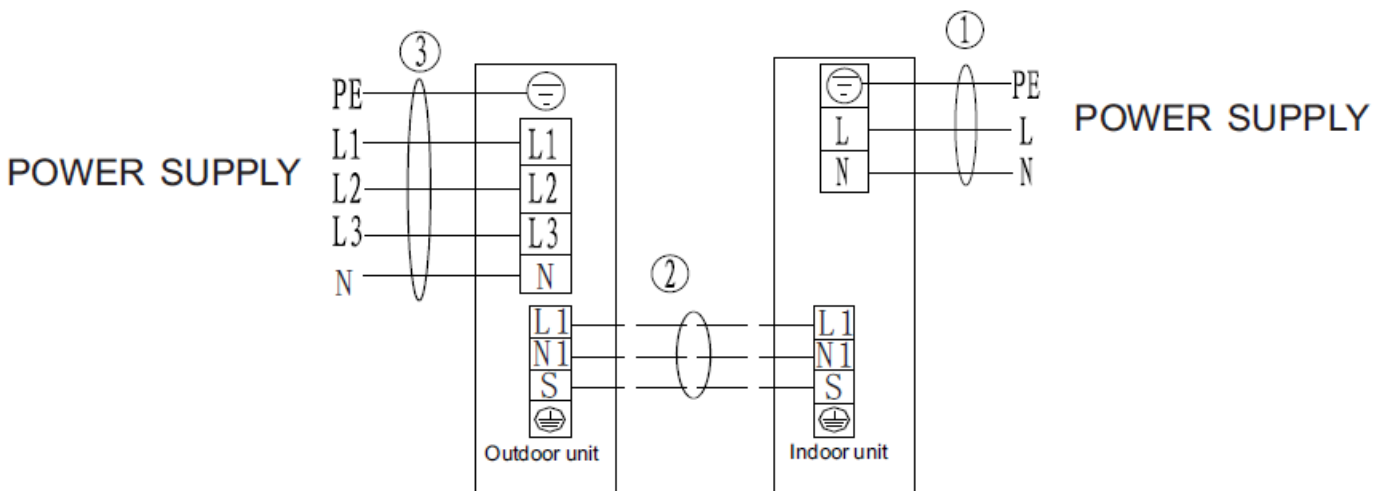 ③
①
PE
L1
L2
L3
N
POWER SUPPLY
L1
L2
L3
N
L
N
PE
L
N
POWER SUPPLY
②
L1
N1
S
L1
N1
S
Outdoor unit
Indoor unit